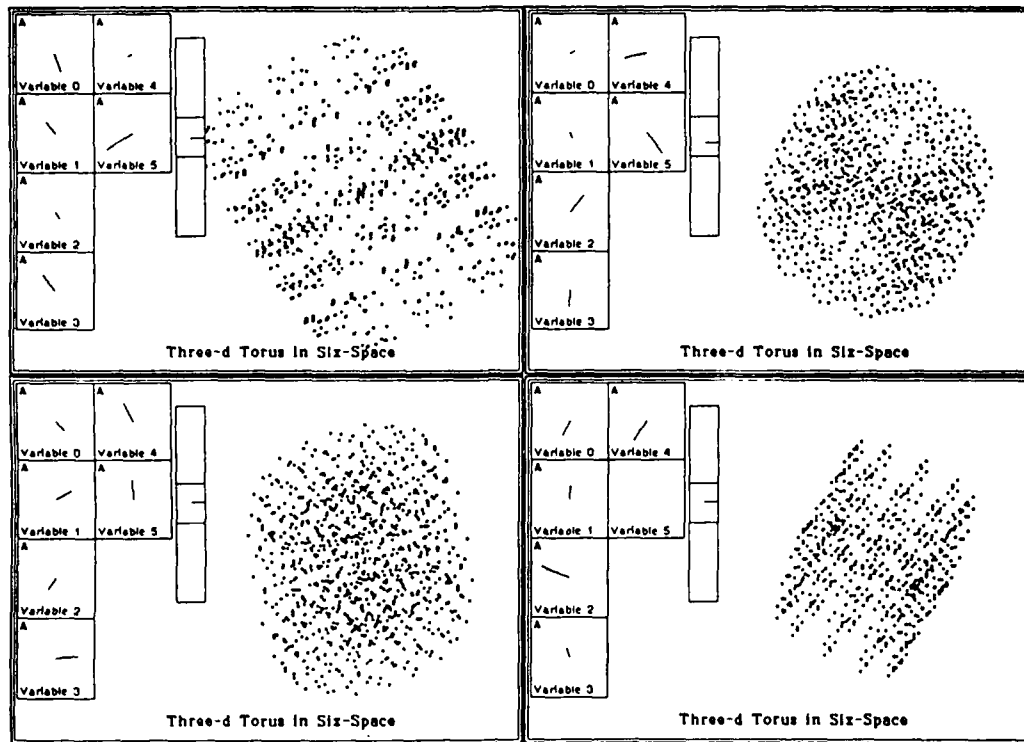 A A
Variable 0 Variable 4
A A
Variable 1 Variable 5
A
Variable 2
A
Variable 3
Three-d Torus in Six-Space
A A
Variable 0 Variable 4
A A
Variable 1 Variable 5
A
Variable 2
A
Variable 3
Three-d Torus in Six-Space
A A
Variable 0 Variable 4
A A
Variable 1 Variable 5
A
Variable 2
A
Variable 3
Three-d Torus in Six-Space
A A
Variable 0 Variable 4
A
Variable 1 Variable 5
A
Variable 2
A
Variable 3
Three-d Torus in Six-Space